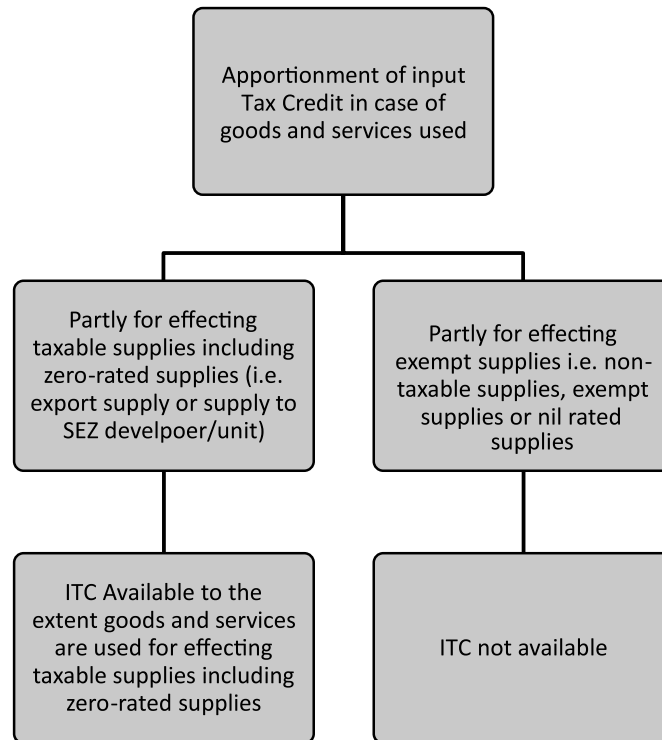 Apportionment of input
Tax Credit in case of
goods and services used
Partly for effecting
taxable supplies including
zero-rated supplies (i.e.
export supply or supply to
SEZ develpoer/unit)
Partly for effecting
exempt supplies i.e. non-
taxable supplies, exempt
supplies or nil rated
supplies
ITC Available to the
extent goods and services
are used for effecting
taxable supplies including
zero-rated supplies
ITC not available